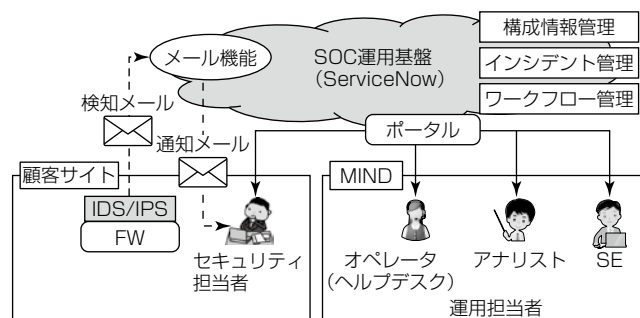 構成情報管理
メール機能
SOC運用基盤
（ServiceNow）
インシデント管理
検知メール
ワークフロー管理
ポータル
通知メール
顧客サイト
MIND
IDS/IPS
FW
セキュリティ
担当者
オペレータ
（ヘルプデスク）
アナリスト
SE
運用担当者